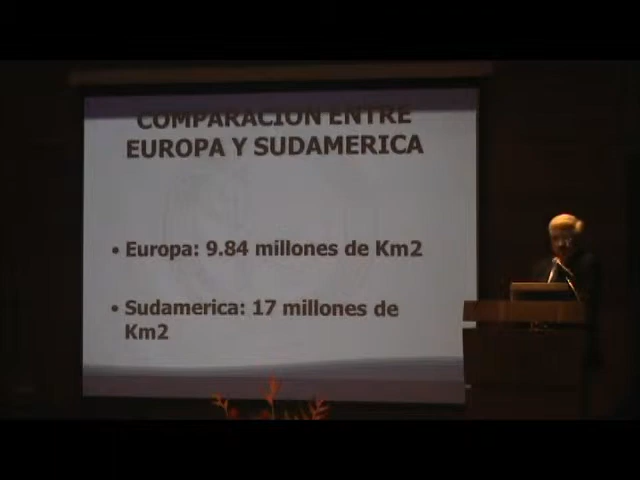 COMPARACION ENTRE
EUROPA Y SUDAMERICA
• Europa: 9.84 millones de Km2
• Sudamerica: 17 millones de
Km2